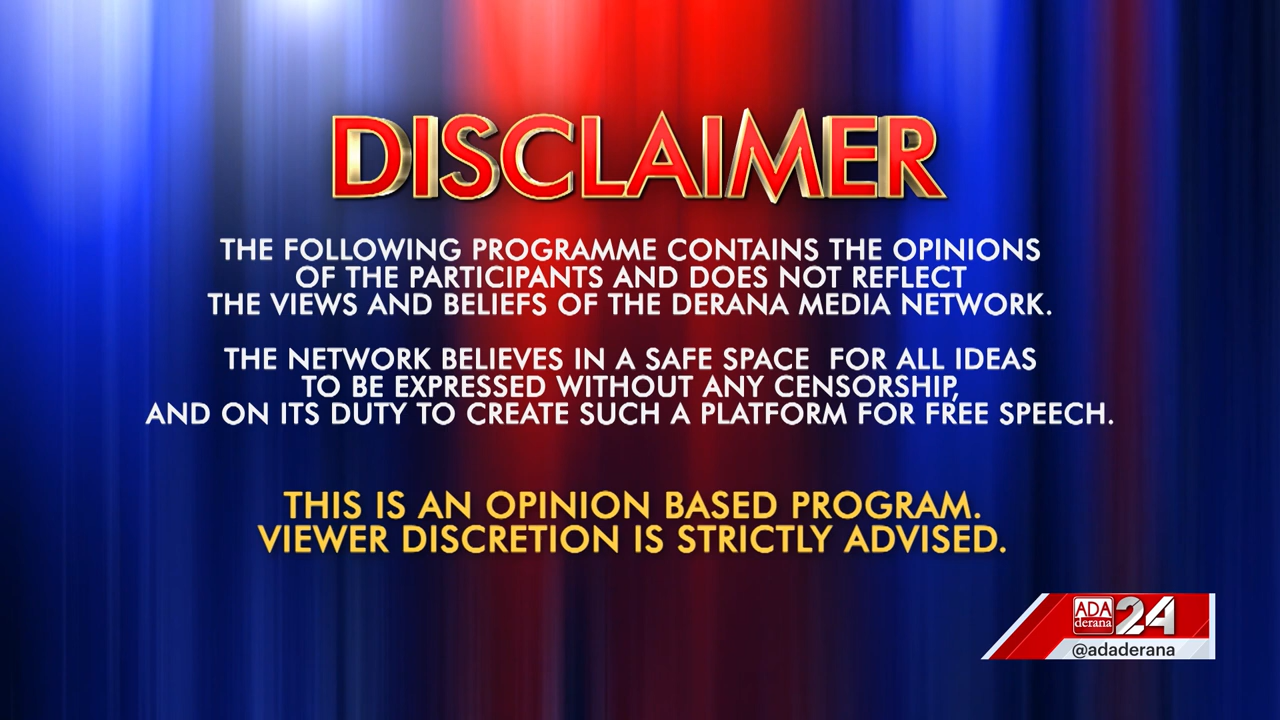 DISCLAIMER
THE FOLLOWING PROGRAMME CONTAINS THE OPINIONS
OF THE PARTICIPANTS AND DOES NOT REFLECT
THE VIEWS AND BELIEFS OF THE DERANA MEDIA NETWORK.
THE NETWORK BELIEVES IN A SAFE SPACE FOR ALL IDEAS
TO BE EXPRESSED WITHOUT ANY CENSORSHIP,
AND ON ITS DUTY TO CREATE SUCH A PLATFORM FOR FREE SPEECH.
THIS IS AN OPINION BASED PROGRAM.
VIEWER DISCRETION IS STRICTLY ADVISED.
ADA
derana
24
@adaderana